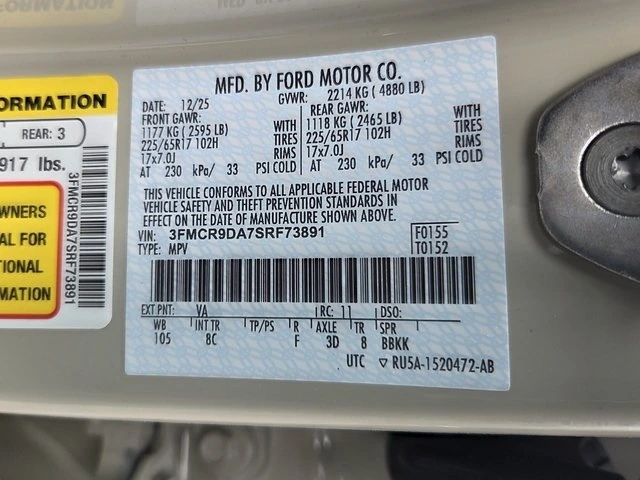 MFD. BY FORD MOTOR CO.
DATE: 12/25 GVWR: 2214 KG ( 4880 LB)
FRONT GAWR: REAR GAWR:
1177 KG ( 2595 LB) WITH 1118 KG ( 2465 LB) WITH
225/65R17 102H TIRES 225/65R17 102H TIRES
17x7.0J RIMS 17x7.0J RIMS
AT 230 kPa/ 33 PSI COLD AT 230 kPa/ 33 PSI COLD
THIS VEHICLE CONFORMS TO ALL APPLICABLE FEDERAL MOTOR
VEHICLE SAFETY AND THEFT PREVENTION STANDARDS IN
EFFECT ON THE DATE OF MANUFACTURE SHOWN ABOVE.
VIN: 3FMCR9DA7SRF73891 F0155
TYPE: MPV T0152
EXT PNT: VA RC: 11 DSO:
WB INT TR TP/PS R AXLE TR SPR
105 8C F 3D 8 BBKK
UTC ▽ RU5A-1520472-AB
ORMATION
REAR: 3
917 lbs.
WNERS
AL FOR
TIONAL
MATION
3FMCR9DA7SRF73891